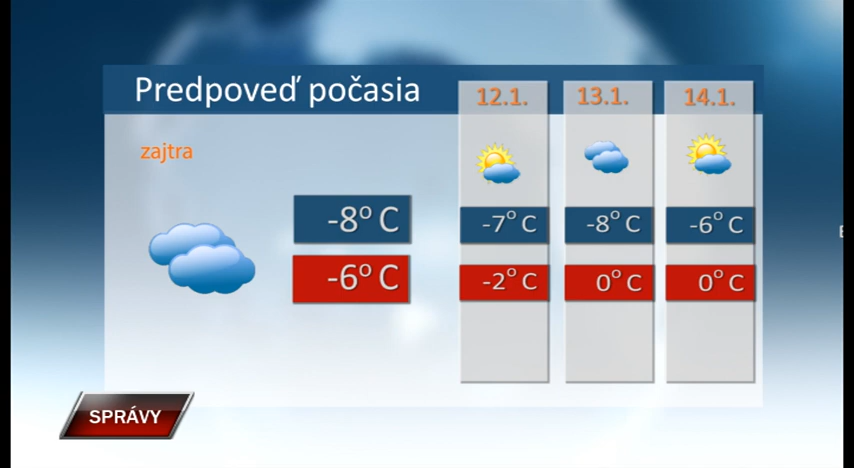 Predpoveď počasia
zajtra
-8° C
-6° C
12.1.
-7° C
-2° C
13.1.
-8° C
0° C
14.1.
-6° C
0° C
SPRÁVY